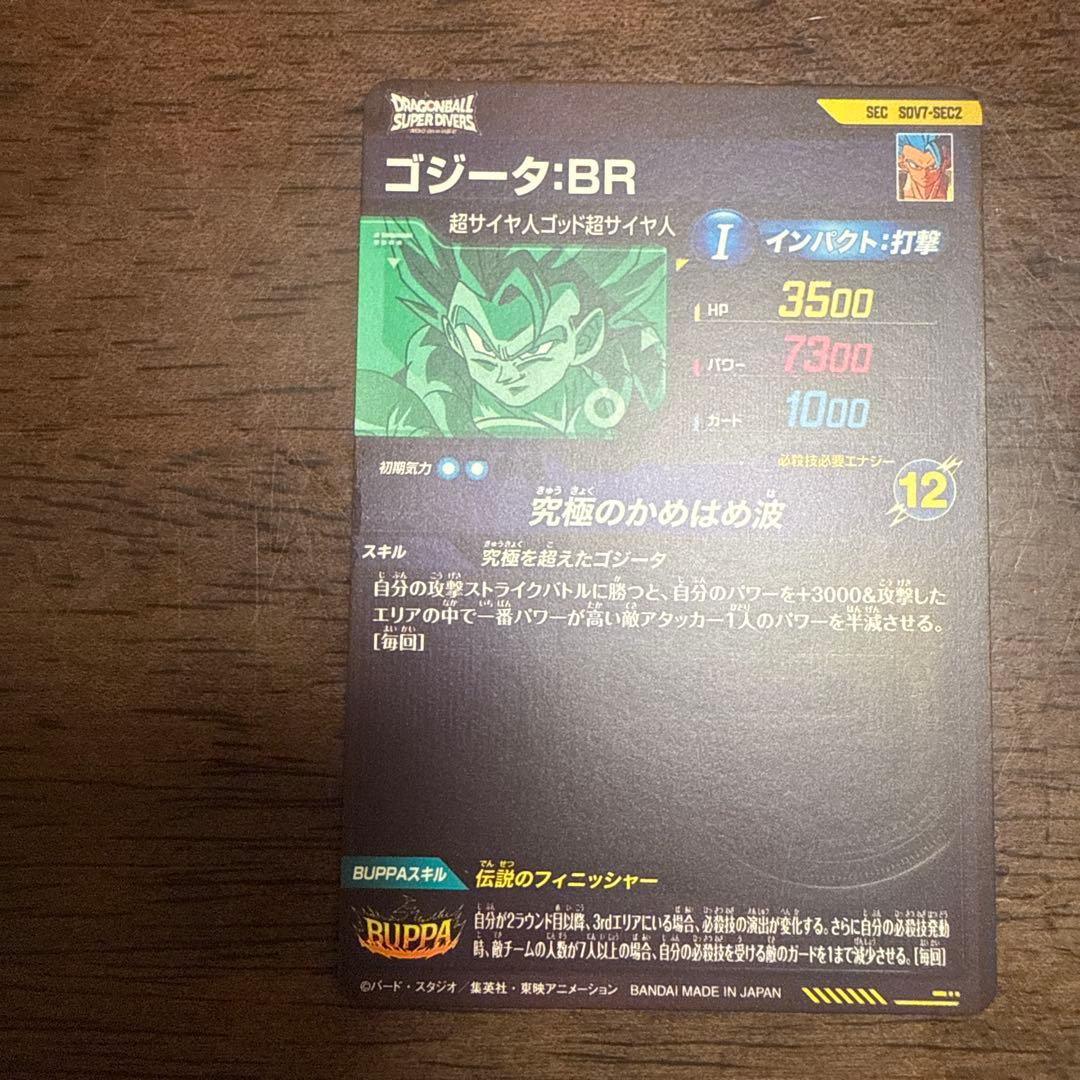 DRAGONBALL
SUPER DIVERS
SEC SDV7-SEC2
ゴジータ:BR
超サイヤ人ゴッド超サイヤ人
I インパクト:打撃
HP 3500
パワー 7300
ガード 1000
初期気力
必殺技必要エナジー
12
究極のかめはめ波
スキル 究極を超えたゴジータ
自分の攻撃ストライクバトルに勝つと、自分のパワーを+3000&攻撃した
エリアの中で一番パワーが高い敵アタッカー1人のパワーを半減させる。
[毎回]
BUPPAスキル 伝説のフィニッシャー
BUPPA
自分が2ラウンド目以降、3rdエリアにいる場合、必殺技の演出が変化する。さらに自分の必殺技発動
時、敵チームの人数が7人以上の場合、自分の必殺技を受ける敵のガードを1まで減少させる。[毎回]
©バード・スタジオ/集英社・東映アニメーション BANDAI MADE IN JAPAN